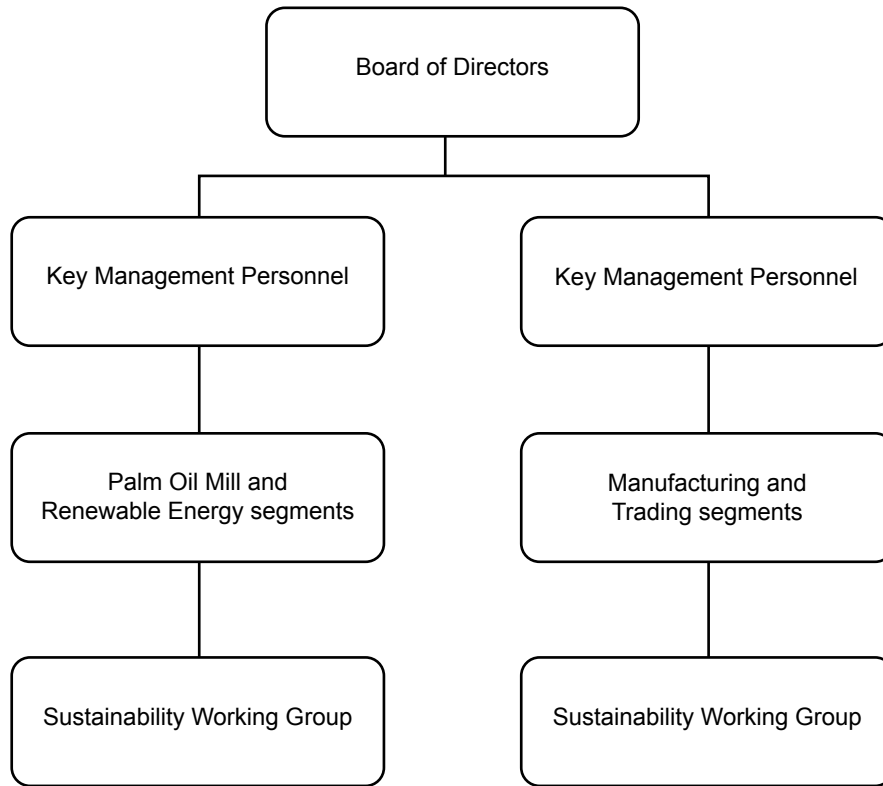 Board of Directors
Key Management Personnel
Key Management Personnel
Palm Oil Mill and
Renewable Energy segments
Manufacturing and
Trading segments
Sustainability Working Group
Sustainability Working Group